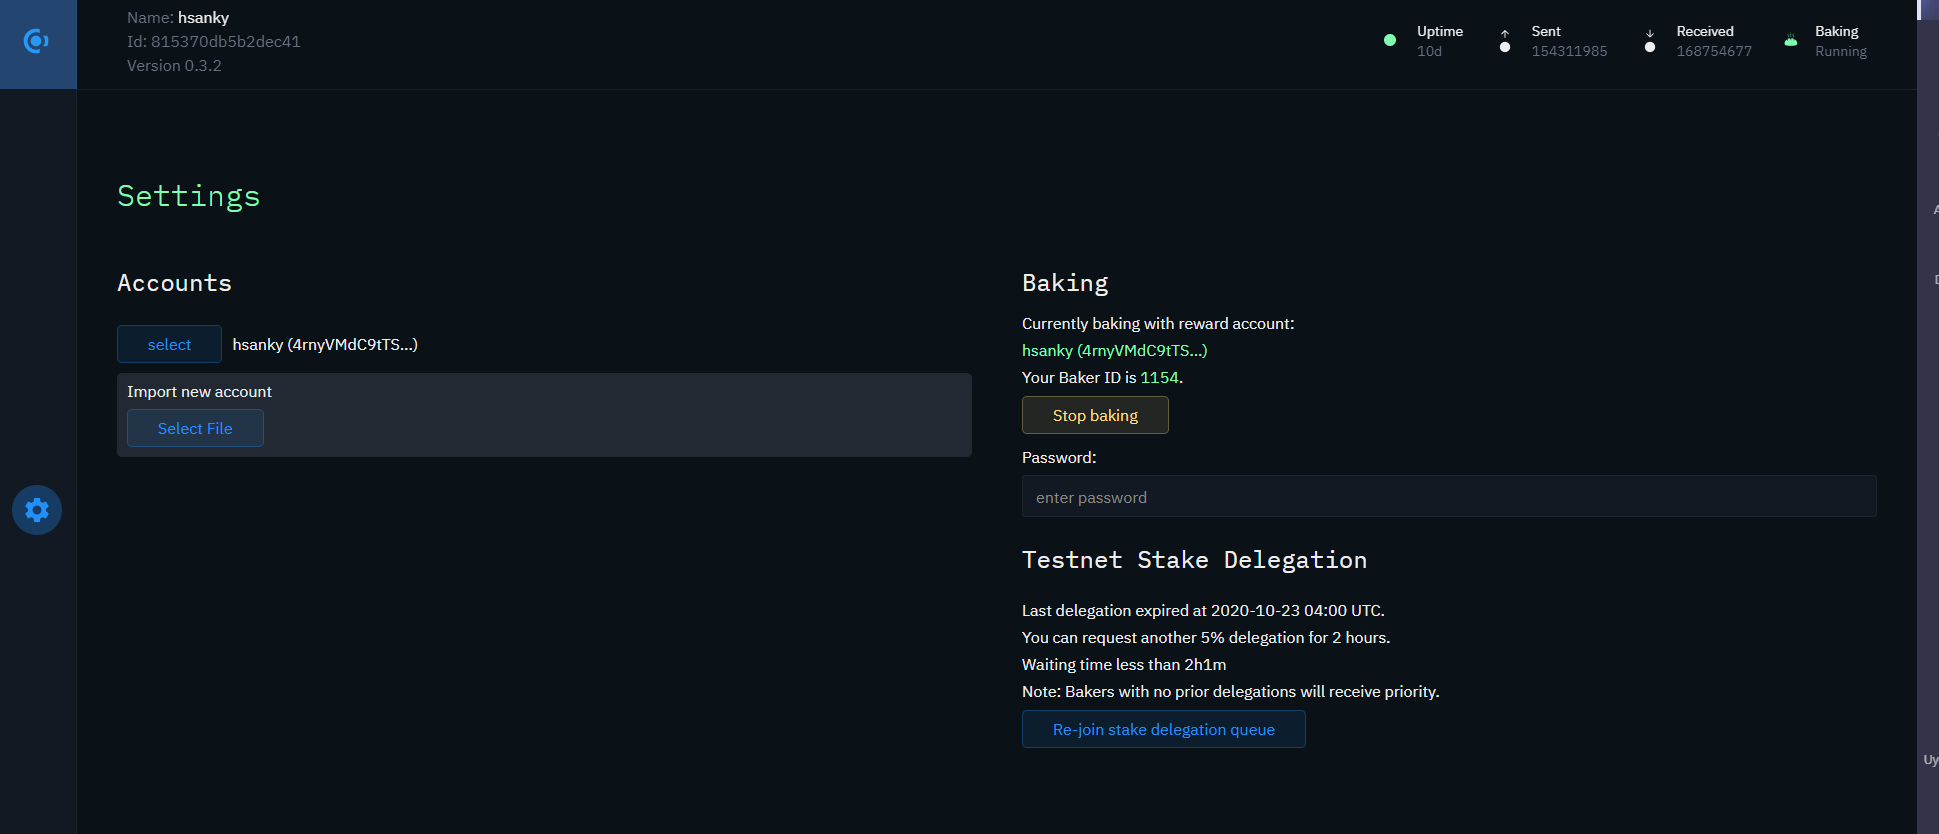 Name: hsanky
Id: 815370db5b2dec41
Version 0.3.2
Uptime
10d
Sent
154311985
Received
168754677
Baking
Running
Settings
Accounts
select hsanky (4rnyVMdC9tTS...)
Import new account
Select File
Baking
Currently baking with reward account:
hsanky (4rnyVMdC9tTS...)
Your Baker ID is 1154.
Stop baking
Password:
enter password
Testnet Stake Delegation
Last delegation expired at 2020-10-23 04:00 UTC.
You can request another 5% delegation for 2 hours.
Waiting time less than 2h1m
Note: Bakers with no prior delegations will receive priority.
Re-join stake delegation queue
Uy